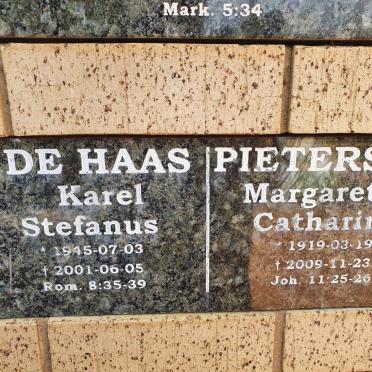 Mark. 5:34
DE HAAS
Karel
Stefanus
* 1945-07-03
† 2001-06-05
Rom. 8:35-39
PIETERS
Margaret
Catharin
* 1919-03-19
† 2009-11-23
Joh. 11:25-26